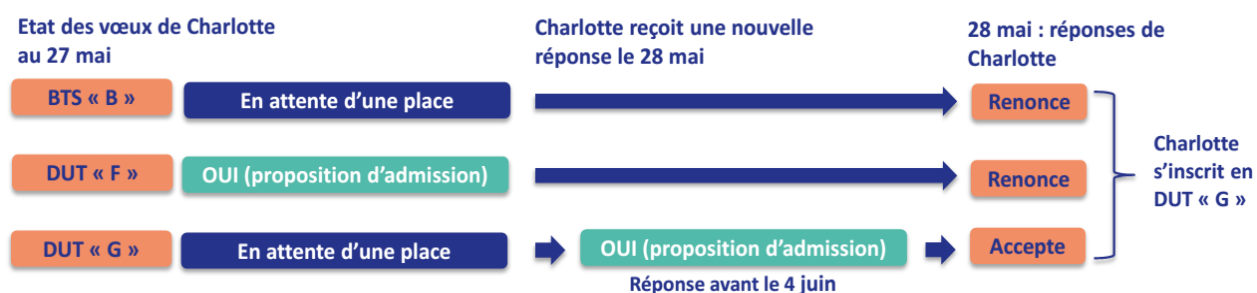 Etat des vœux de Charlotte
au 27 mai
Charlotte reçoit une nouvelle
réponse le 28 mai
28 mai : réponses de
Charlotte
BTS « B »
En attente d’une place
Renonce
DUT « F »
OUI (proposition d’admission)
Renonce
DUT « G »
En attente d’une place
OUI (proposition d’admission)
Accepte
Réponse avant le 4 juin
Charlotte
s’inscrit en
DUT « G »